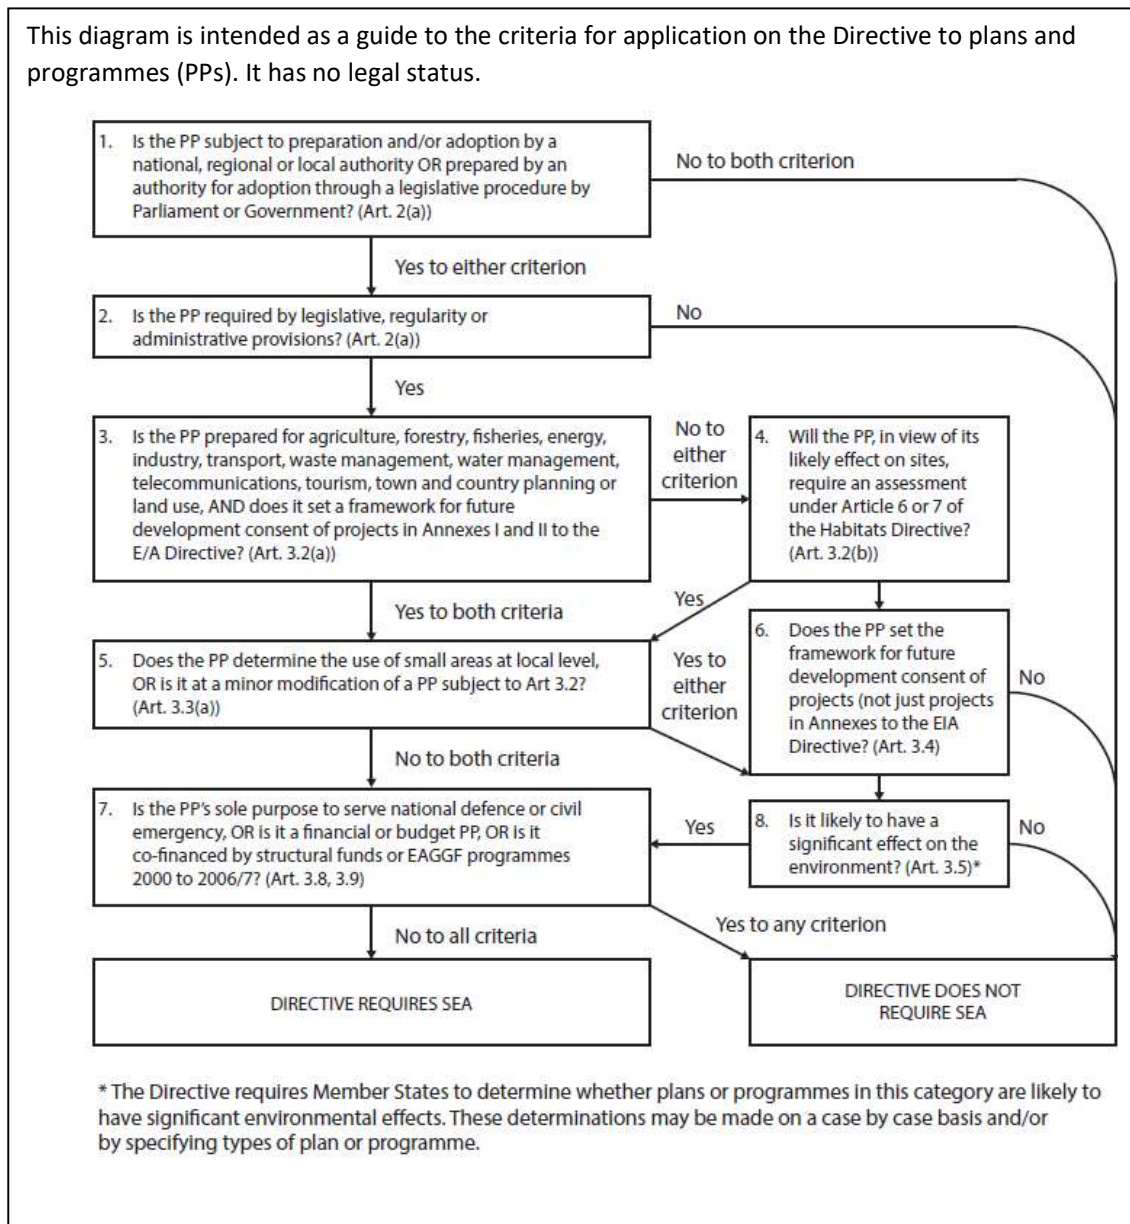 This diagram is intended as a guide to the criteria for application on the Directive to plans and
programmes (PPs). It has no legal status.
1. Is the PP subject to preparation and/or adoption by a
national, regional or local authority OR prepared by an
authority for adoption through a legislative procedure by
Parliament or Government? (Art. 2(a))
No to both criterion
Yes to either criterion
2. Is the PP required by legislative, regularity or
administrative provisions? (Art. 2(a))
No
Yes
3. Is the PP prepared for agriculture, forestry, fisheries, energy,
industry, transport, waste management, water management,
telecommunications, tourism, town and country planning or
land use, AND does it set a framework for future
development consent of projects in Annexes I and II to the
E/A Directive? (Art. 3.2(a))
No to
either
criterion
4. Will the PP, in view of its
likely effect on sites,
require an assessment
under Article 6 or 7 of
the Habitats Directive?
(Art. 3.2(b))
Yes to both criteria
Yes
5. Does the PP determine the use of small areas at local level,
OR is it at a minor modification of a PP subject to Art 3.2?
(Art. 3.3(a))
Yes to
either
criterion
6. Does the PP set the
framework for future
development consent of
projects (not just projects
in Annexes to the EIA
Directive? (Art. 3.4)
No
No to both criteria
7. Is the PP's sole purpose to serve national defence or civil
emergency, OR is it a financial or budget PP, OR is it
co-financed by structural funds or EAGGF programmes
2000 to 2006/7? (Art. 3.8, 3.9)
Yes
8. Is it likely to have a
significant effect on the
environment? (Art. 3.5)*
No
No to all criteria
Yes to any criterion
DIRECTIVE REQUIRES SEA
DIRECTIVE DOES NOT
REQUIRE SEA
* The Directive requires Member States to determine whether plans or programmes in this category are likely to
have significant environmental effects. These determinations may be made on a case by case basis and/or
by specifying types of plan or programme.